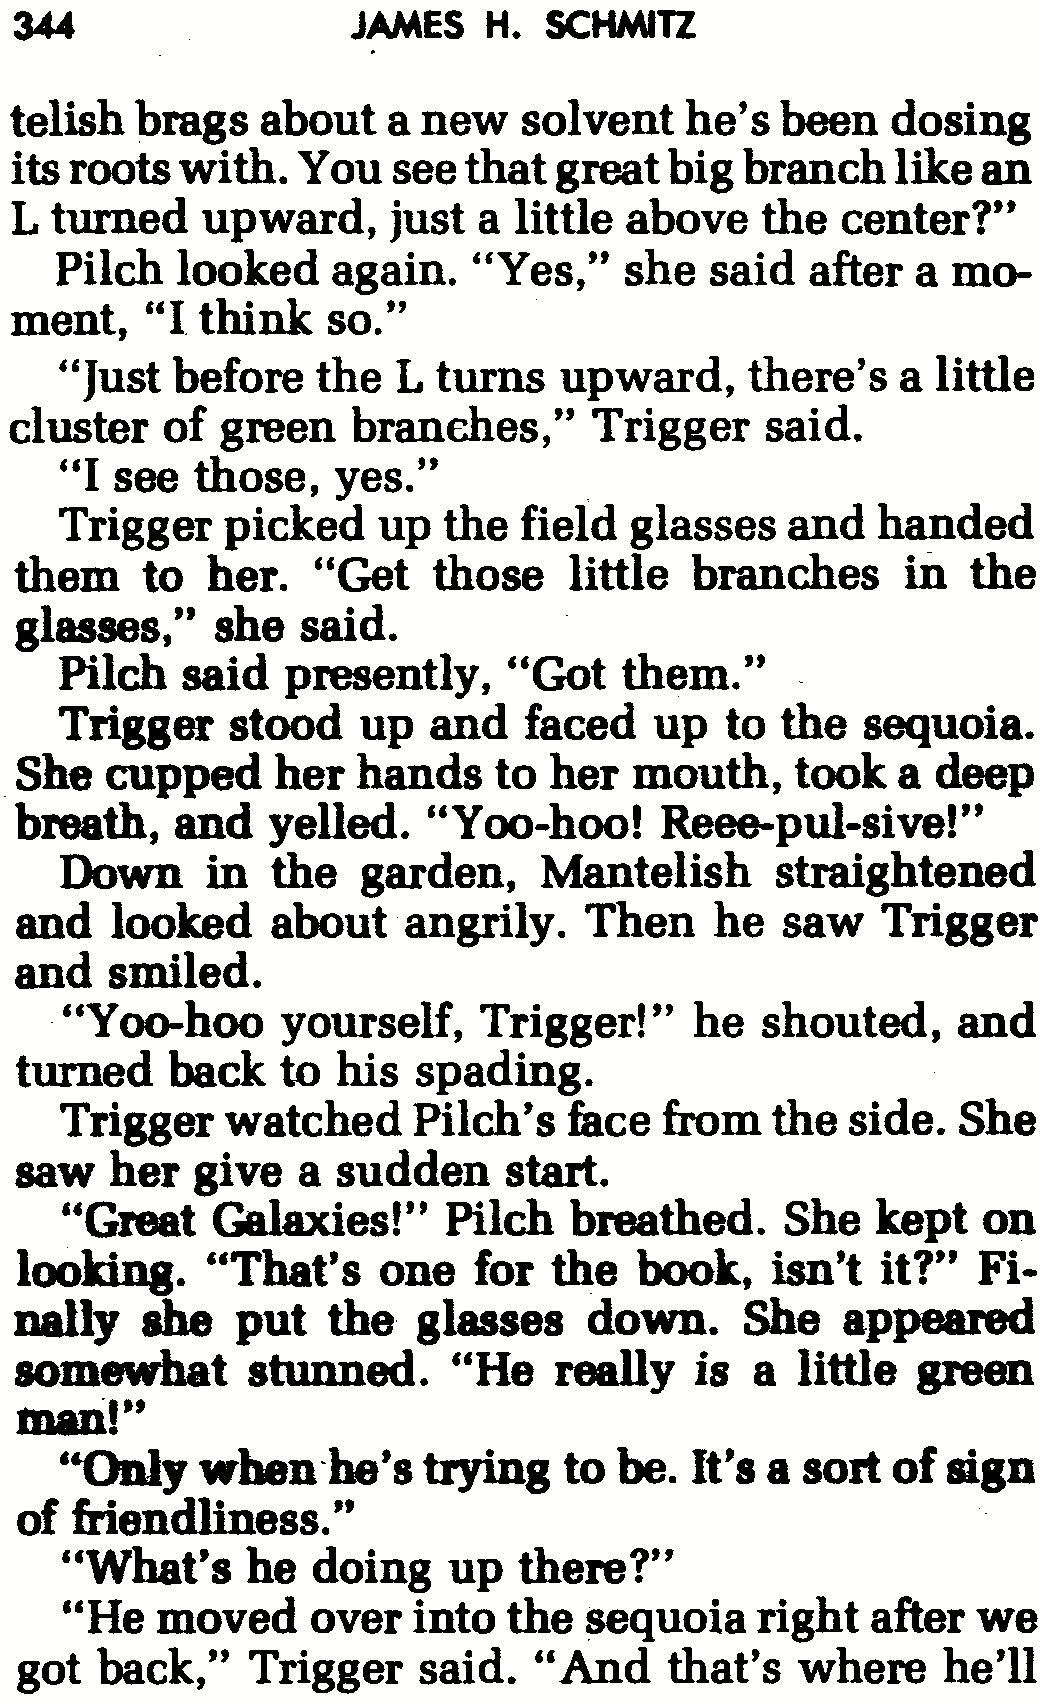 344 JAMES H. SCHMITZ
telish brags about a new solvent he's been dosing
its roots with. You see that great big branch like an
L turned upward, just a little above the center?"
Pilch looked again. "Yes," she said after a mo-
ment, "I think so."
"Just before the L turns upward, there's a little
cluster of green branches," Trigger said.
"I see those, yes."
Trigger picked up the field glasses and handed
them to her. "Get those little branches in the
glasses," she said.
Pilch said presently, "Got them."
Trigger stood up and faced up to the sequoia.
She cupped her hands to her mouth, took a deep
breath, and yelled. "Yoo-hoo! Reee-pul-sive!"
Down in the garden, Mantelish straightened
and looked about angrily. Then he saw Trigger
and smiled.
"Yoo-hoo yourself, Trigger!" he shouted, and
turned back to his spading.
Trigger watched Pilch's face from the side. She
saw her give a sudden start.
"Great Galaxies!" Pilch breathed. She kept on
looking. "That's one for the book, isn't it?" Fi-
nally she put the glasses down. She appeared
somewhat stunned. "He really is a little green
man!"
"Only when he's trying to be. It's a sort of sign
of friendliness."
"What's he doing up there?"
"He moved over into the sequoia right after we
got back," Trigger said. "And that's where he'll